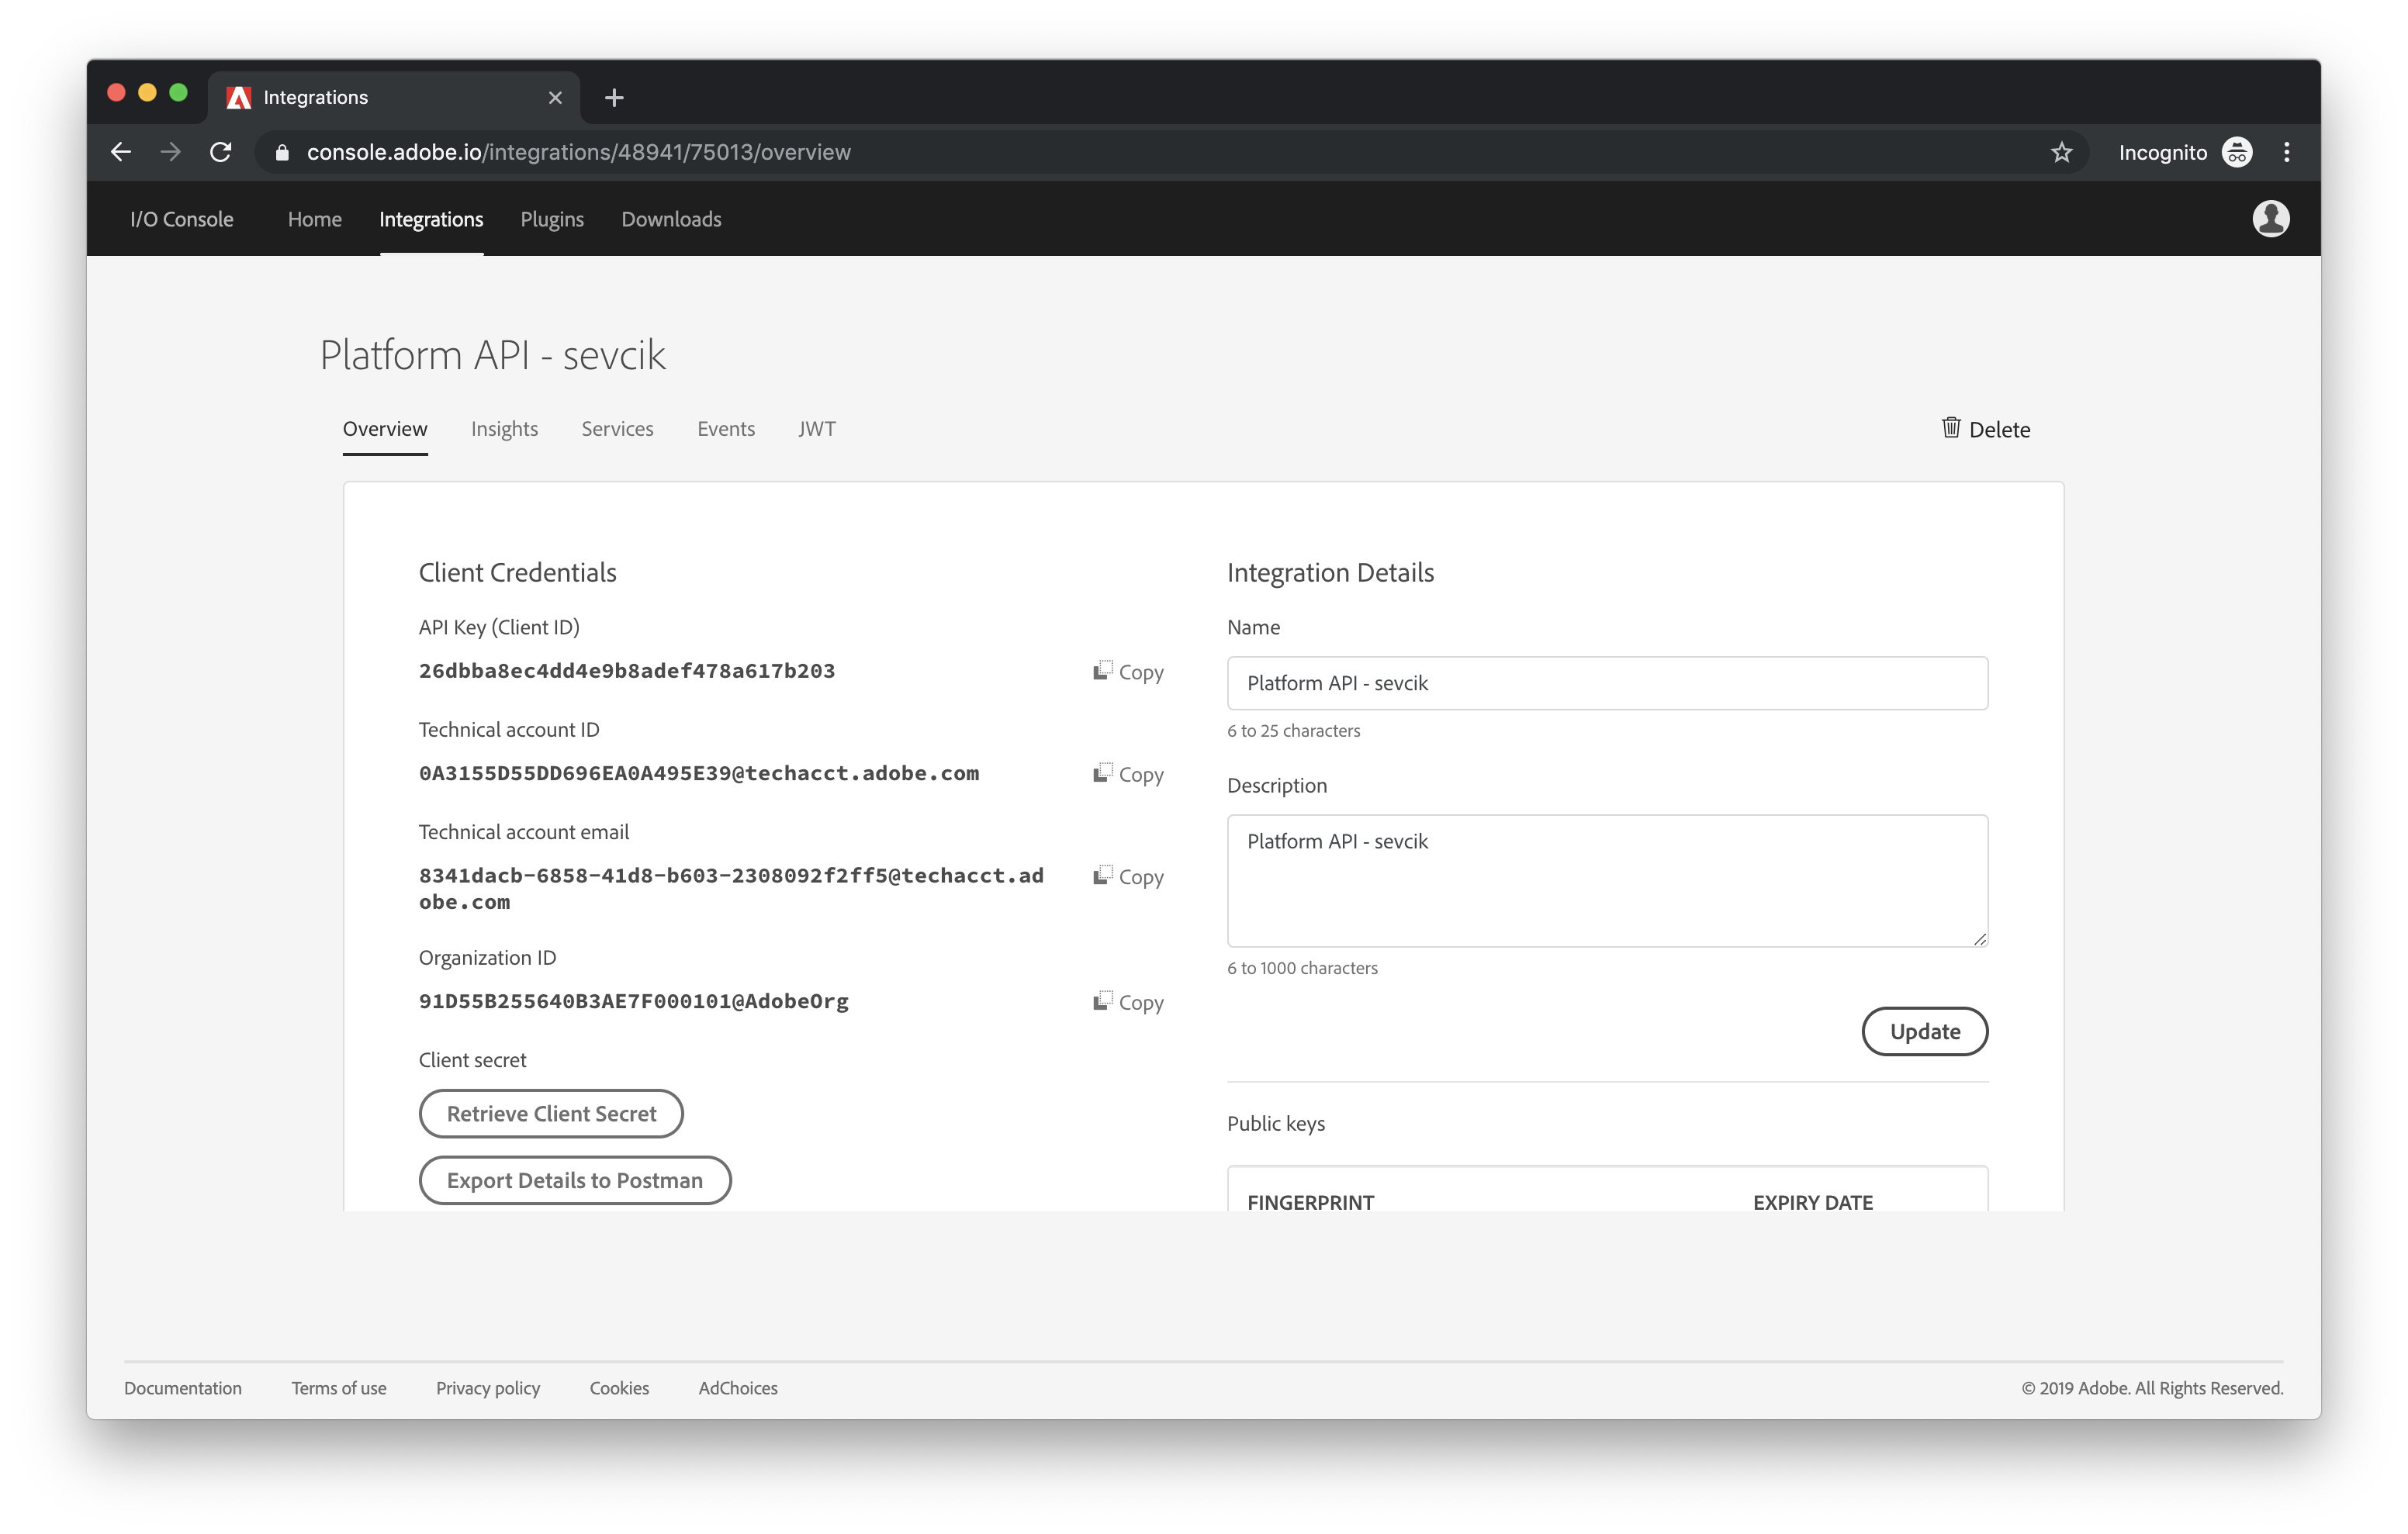 Integrations
console.adobe.io/integrations/48941/75013/overview
Incognito
I/O Console Home Integrations Plugins Downloads
Platform API - sevcik
Overview Insights Services Events JWT
Delete
Client Credentials
API Key (Client ID)
26dbba8ec4dd4e9b8adef478a617b203 Copy
Technical account ID
0A3155D55DD696EA0A495E39@techacct.adobe.com Copy
Technical account email
8341dacb-6858-41d8-b603-2308092f2ff5@techacct.ad Copy
obe.com
Organization ID
91D55B255640B3AE7F000101@AdobeOrg Copy
Client secret
Retrieve Client Secret
Export Details to Postman
Integration Details
Name
Platform API - sevcik
6 to 25 characters
Description
Platform API - sevcik
6 to 1000 characters
Update
Public keys
FINGERPRINT EXPIRY DATE
Documentation Terms of use Privacy policy Cookies AdChoices
© 2019 Adobe. All Rights Reserved.